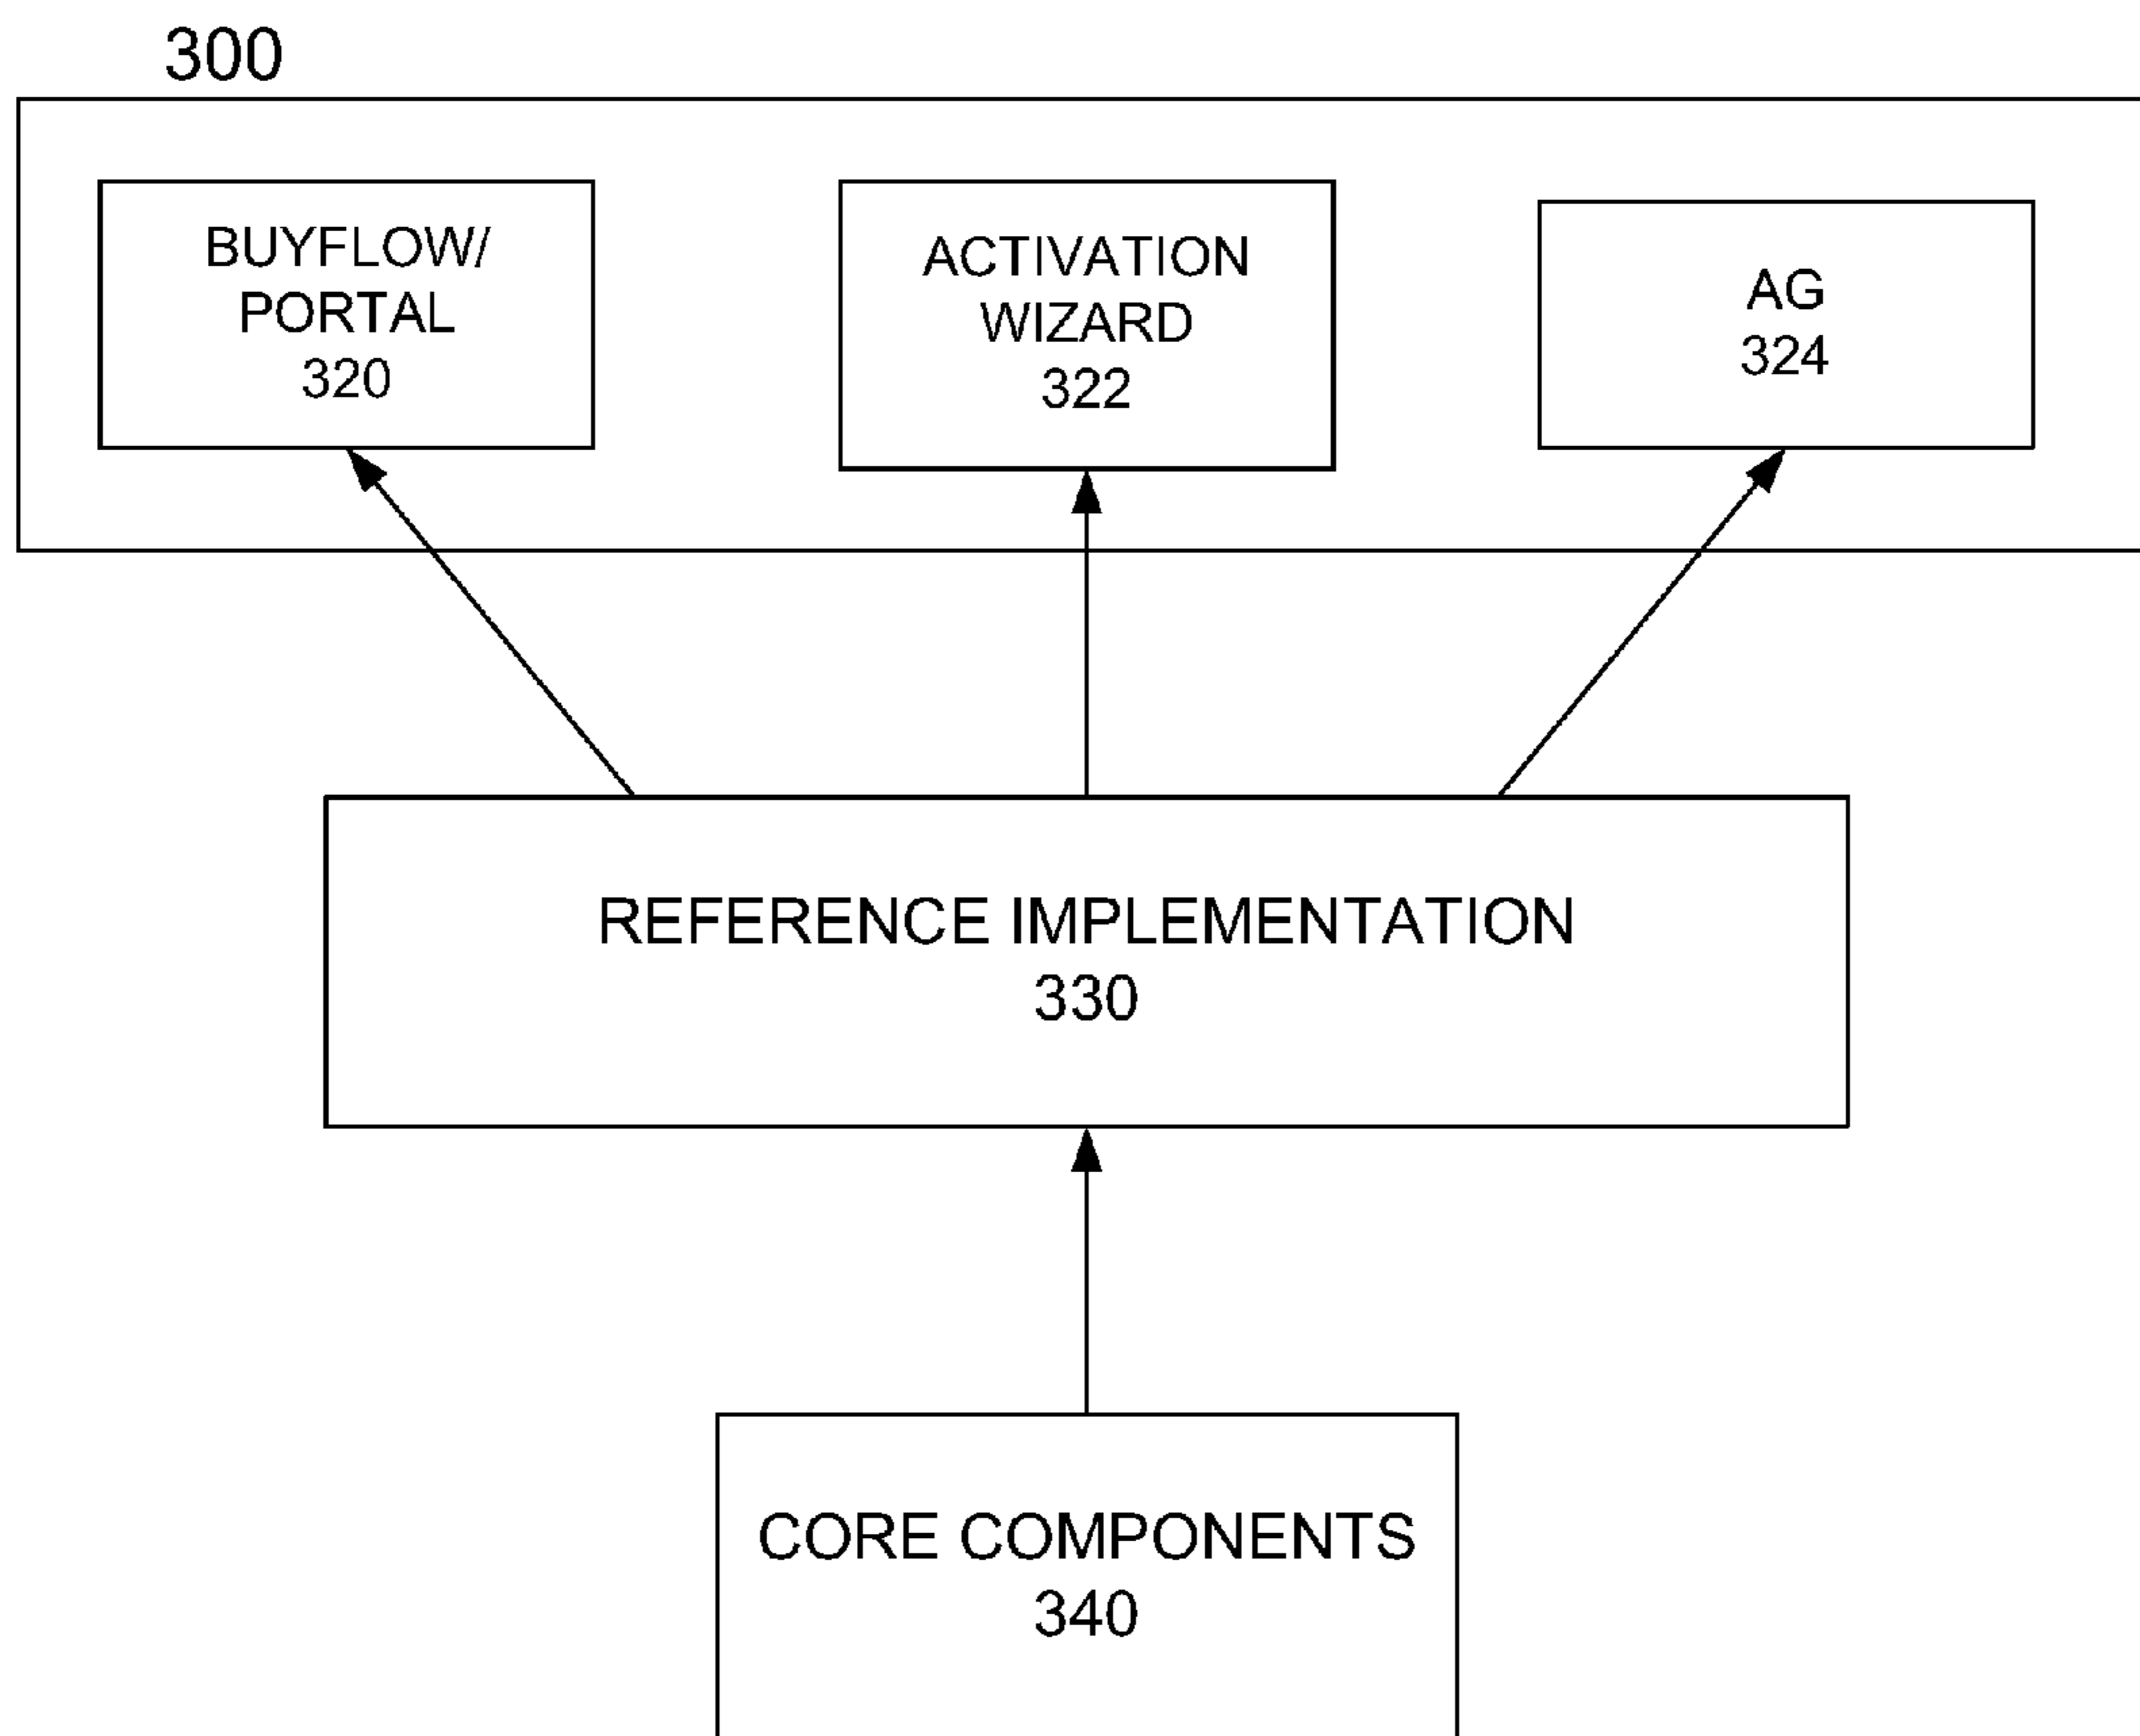 300
BUYFLOW/
PORTAL
320
ACTIVATION
WIZARD
322
AG
324
REFERENCE IMPLEMENTATION
330
CORE COMPONENTS
340